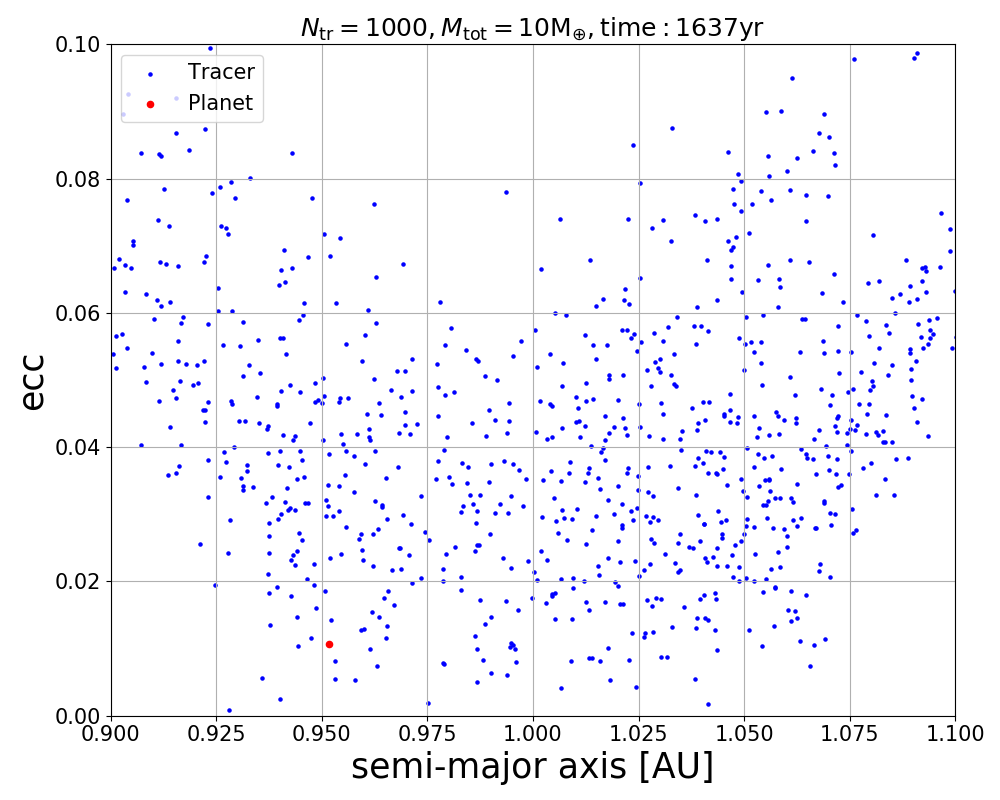 N_tr = 1000, M_tot = 10M_⊕, time : 1637yr
Tracer
Planet
ecc
0.10
0.08
0.06
0.04
0.02
0.00
0.900 0.925 0.950 0.975 1.000 1.025 1.050 1.075 1.100
semi-major axis [AU]